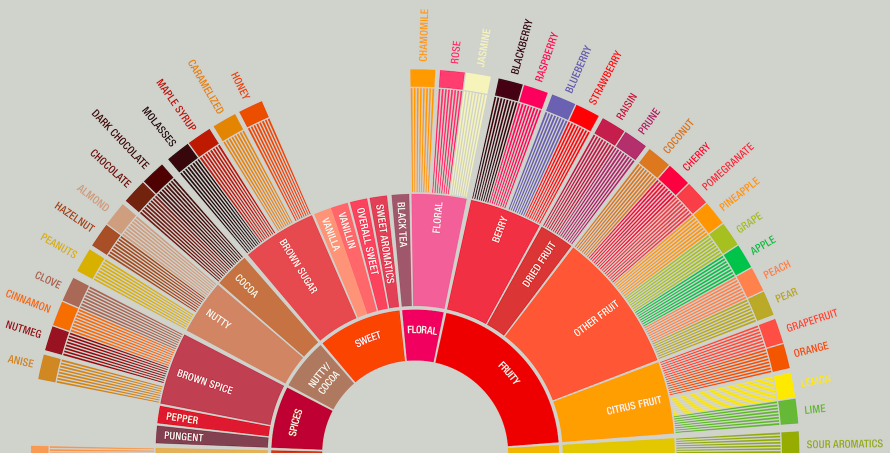 ANISE
NUTMEG
CINNAMON
CLOVE
PEANUTS
HAZELNUT
ALMOND
CHOCOLATE
DARK CHOCOLATE
MOLASSES
MAPLE SYRUP
CARAMELIZED
HONEY
CHAMOMILE
ROSE
JASMINE
BLACKBERRY
RASPBERRY
BLUEBERRY
STRAWBERRY
RAISIN
PRUNE
COCONUT
CHERRY
POMEGRANATE
PINEAPPLE
GRAPE
APPLE
PEACH
PEAR
GRAPEFRUIT
ORANGE
LIME
SOUR AROMATICS
PUNGENT
PEPPER
BROWN SPICE
NUTTY
COCOA
BROWN SUGAR
VANILLA
VANILLIN
OVERALL SWEET
SWEET AROMATICS
BLACK TEA
FLORAL
BERRY
DRIED FRUIT
OTHER FRUIT
CITRUS FRUIT
SPICES
NUTTY/
COCOA
SWEET
FLORAL
FRUITY